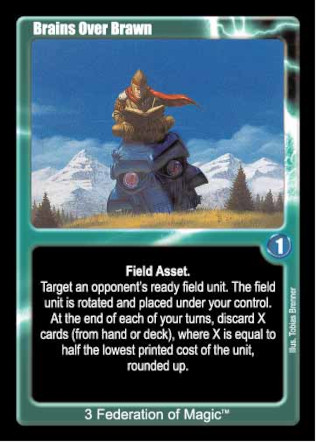 Brains Over Brawn
1
Field Asset.
Target an opponent's ready field unit. The field
unit is rotated and placed under your control.
At the end of each of your turns, discard X
cards (from hand or deck), where X is equal to
half the lowest printed cost of the unit,
rounded up.
Illus. Tobias Brenner
3 Federation of Magic™